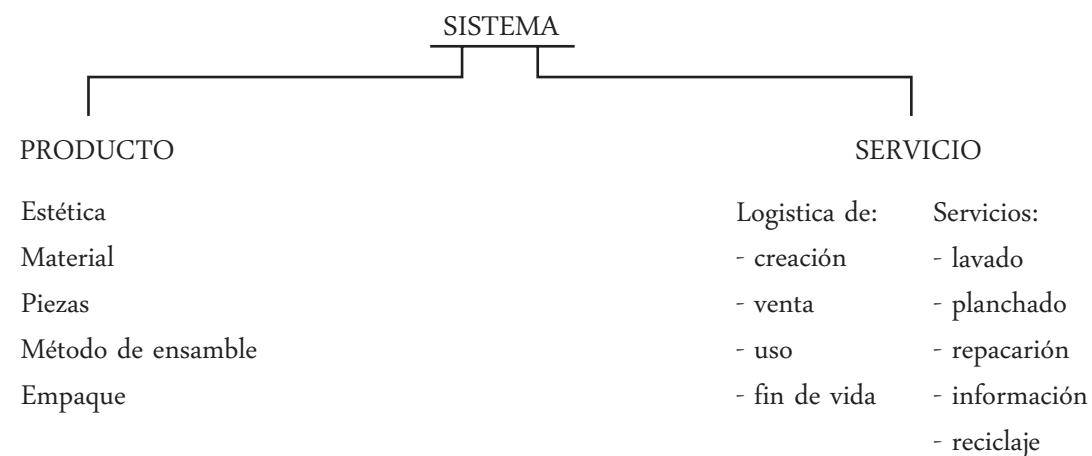 SISTEMA
PRODUCTO
Estética
Material
Piezas
Método de ensamble
Empaque
SERVICIO
Logistica de:
- creación
- venta
- uso
- fin de vida
Servicios:
- lavado
- planchado
- repacarión
- información
- reciclaje